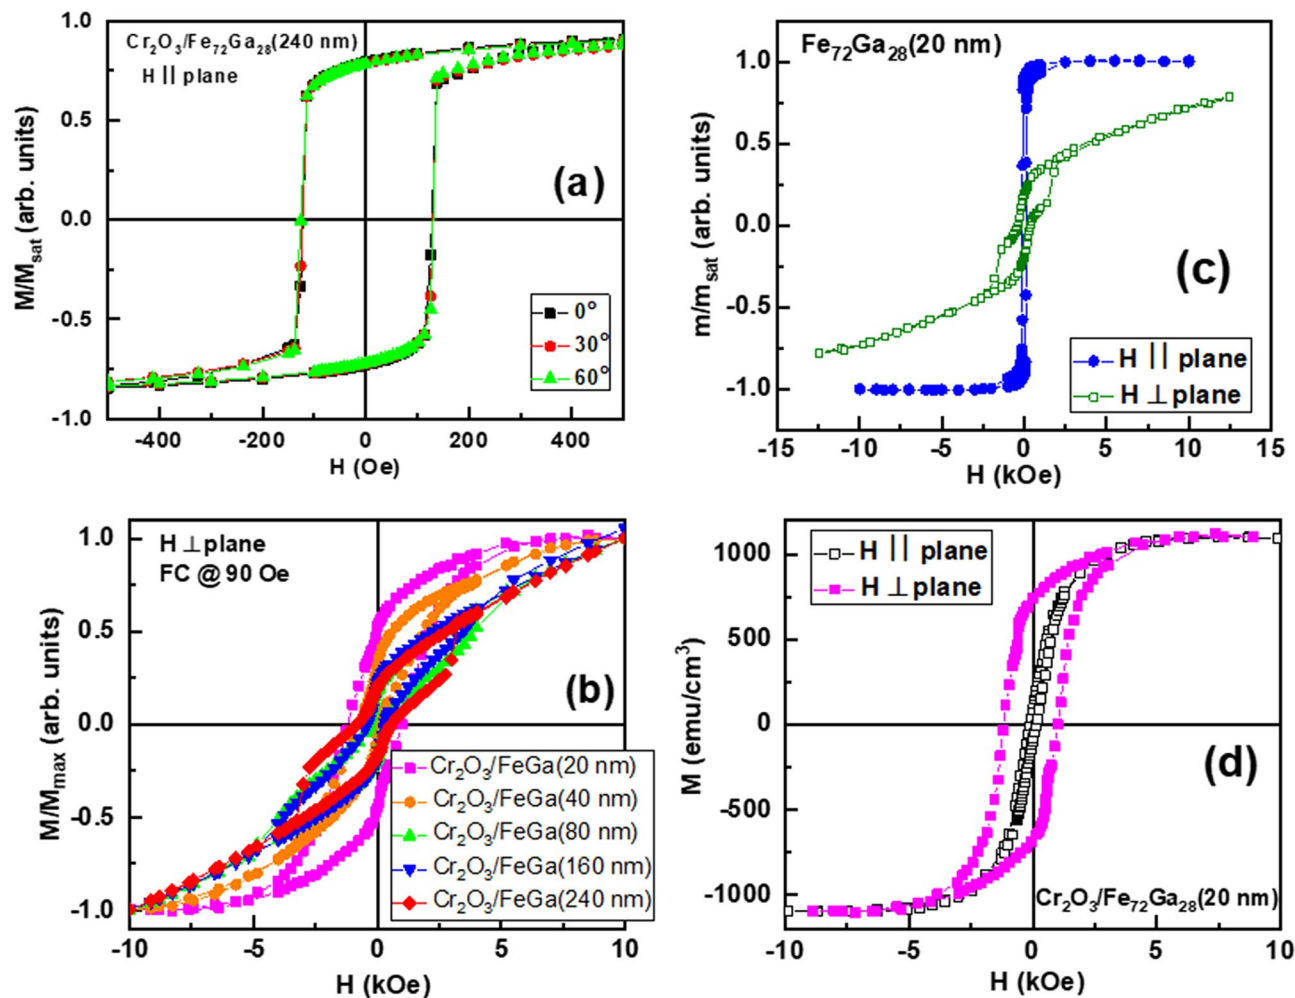 Cr₂O₃/Fe₇₂Ga₂₈(240 nm)
H || plane
(a)
0°
30°
60°
1.0
0.5
0.0
-0.5
-1.0
M/M_sat (arb. units)
-400 -200 0 200 400
H (Oe)
Fe₇₂Ga₂₈(20 nm)
(c)
H || plane
H ⊥ plane
1.0
0.5
0.0
-0.5
-1.0
m/m_sat (arb. units)
-15 -10 -5 0 5 10 15
H (kOe)
H ⊥ plane
FC @ 90 Oe
(b)
Cr₂O₃/FeGa(20 nm)
Cr₂O₃/FeGa(40 nm)
Cr₂O₃/FeGa(80 nm)
Cr₂O₃/FeGa(160 nm)
Cr₂O₃/FeGa(240 nm)
1.0
0.5
0.0
-0.5
-1.0
M/M_max (arb. units)
-10 -5 0 5 10
H (kOe)
H || plane
H ⊥ plane
(d)
Cr₂O₃/Fe₇₂Ga₂₈(20 nm)
1000
500
0
-500
-1000
M (emu/cm³)
-10 -5 0 5 10
H (kOe)